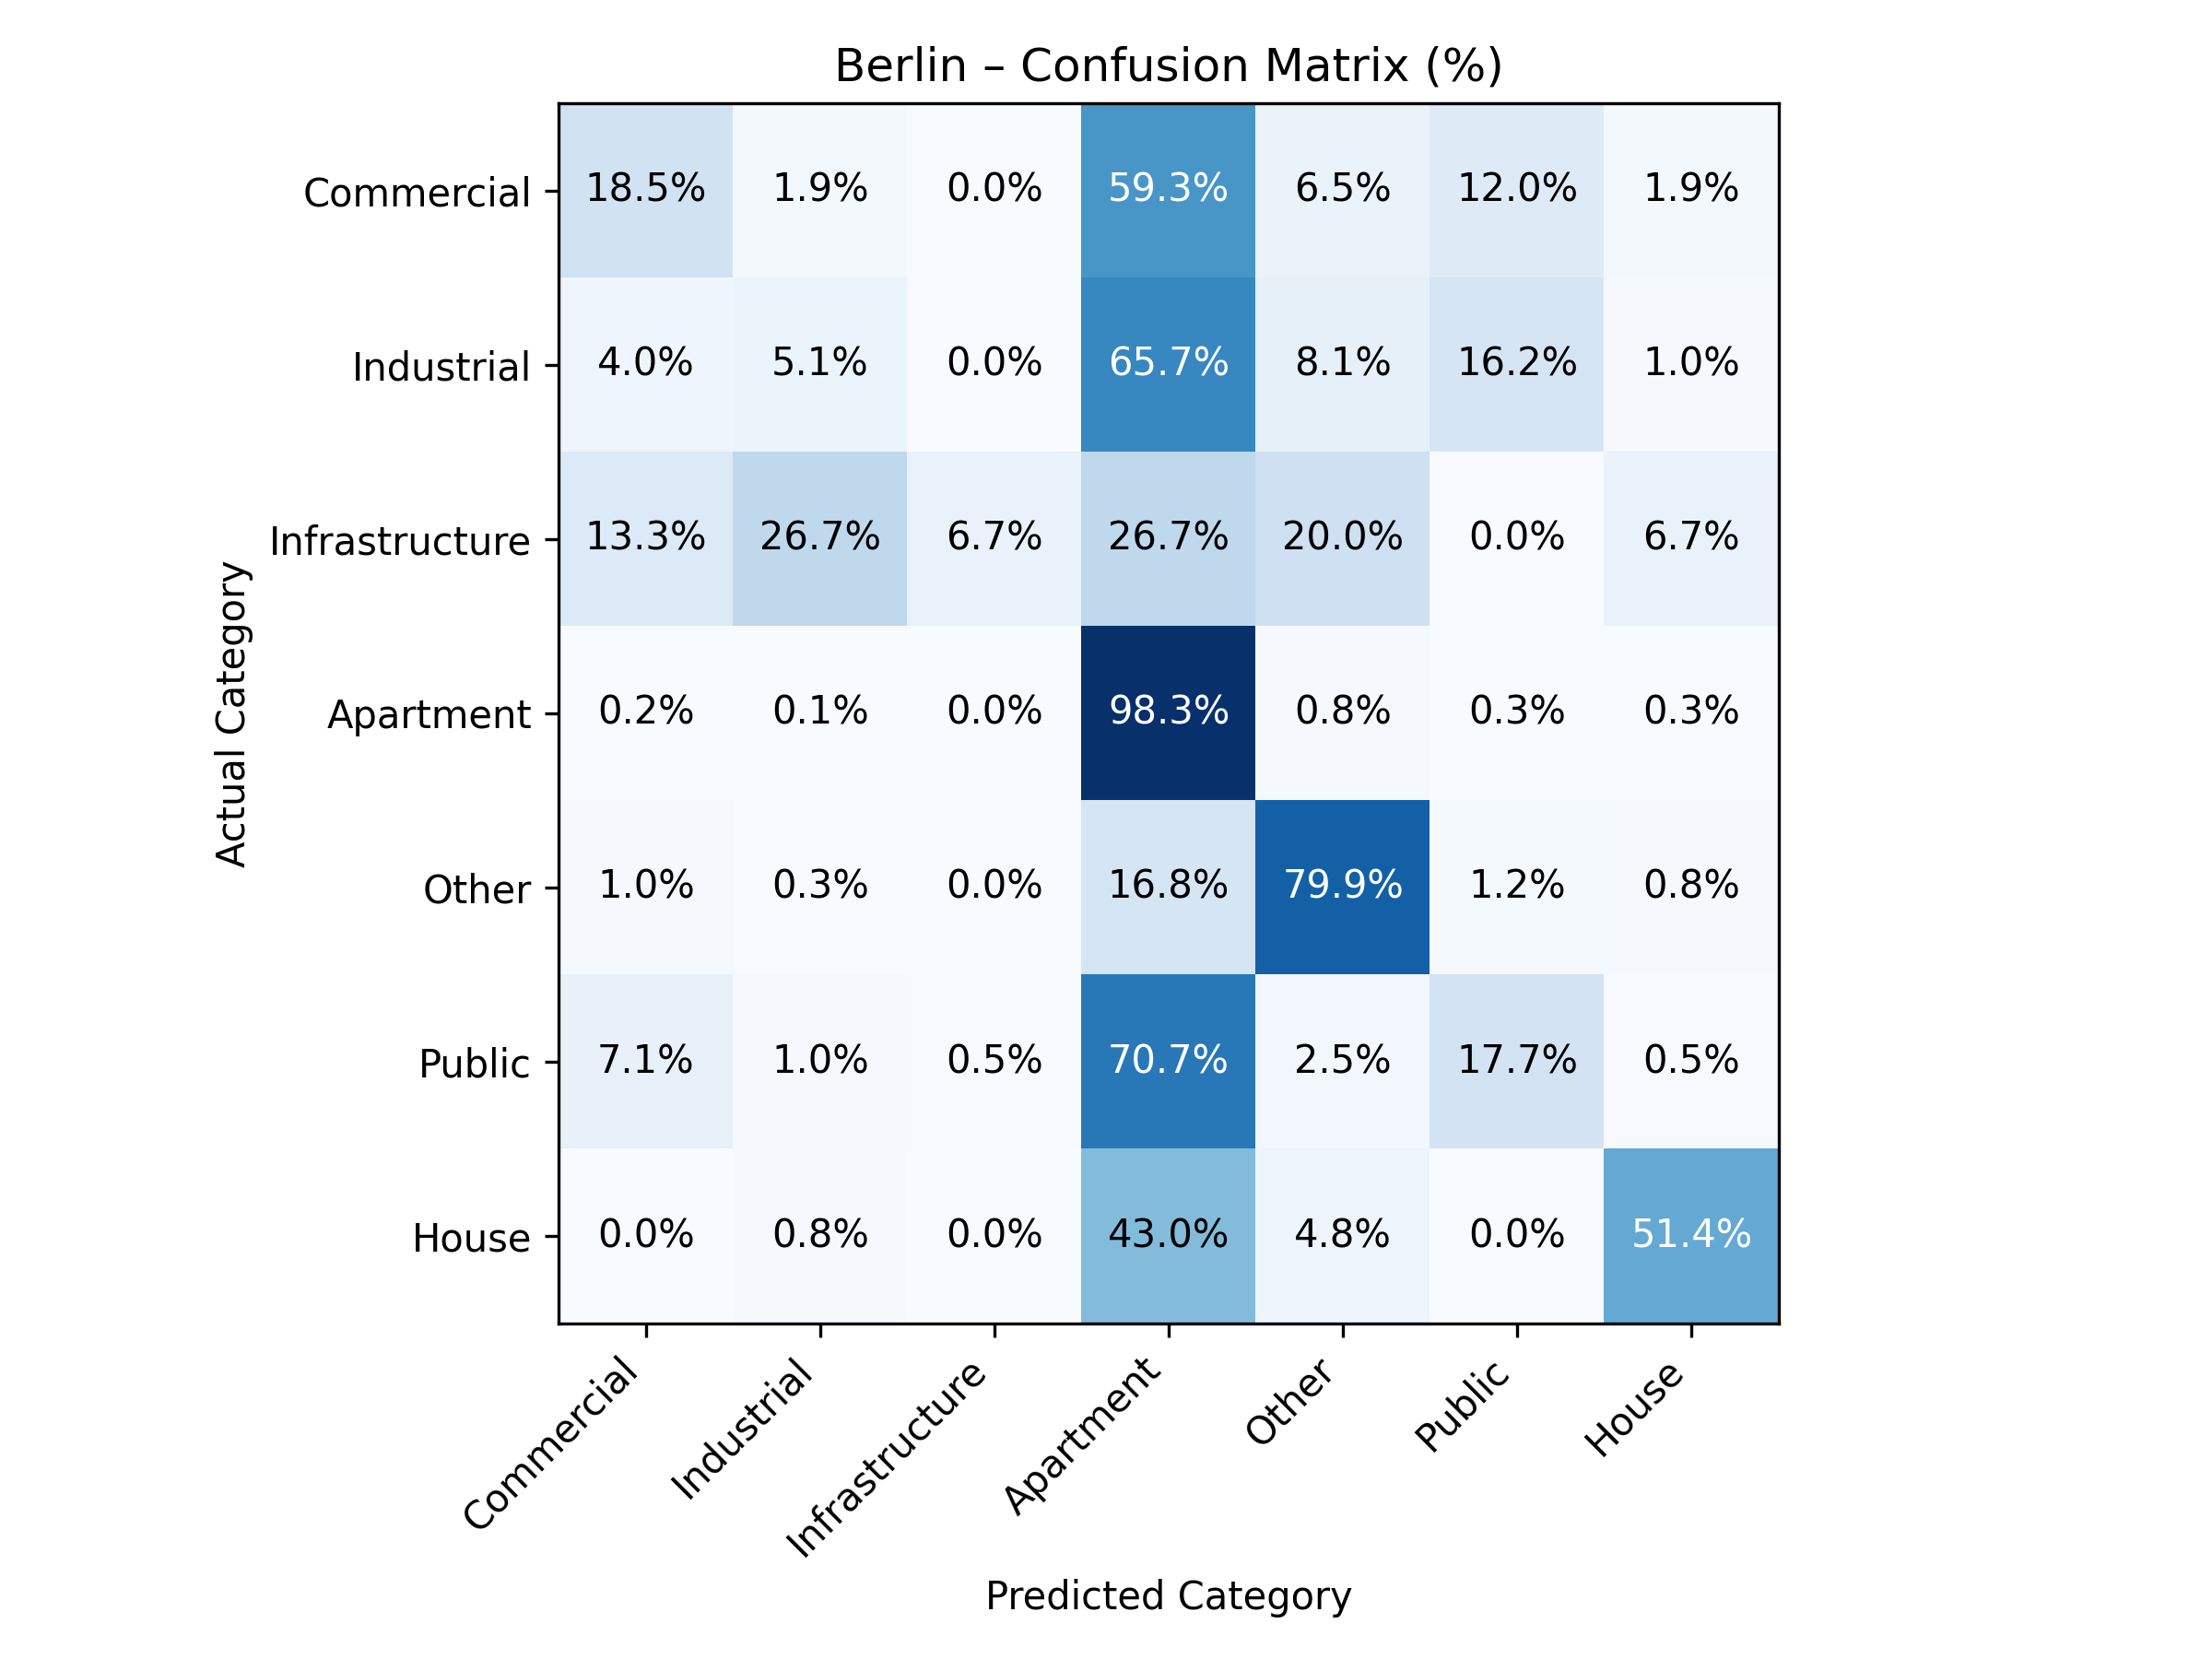 Berlin – Confusion Matrix (%)
Actual Category
Commercial 18.5% 1.9% 0.0% 59.3% 6.5% 12.0% 1.9%
Industrial 4.0% 5.1% 0.0% 65.7% 8.1% 16.2% 1.0%
Infrastructure 13.3% 26.7% 6.7% 26.7% 20.0% 0.0% 6.7%
Apartment 0.2% 0.1% 0.0% 98.3% 0.8% 0.3% 0.3%
Other 1.0% 0.3% 0.0% 16.8% 79.9% 1.2% 0.8%
Public 7.1% 1.0% 0.5% 70.7% 2.5% 17.7% 0.5%
House 0.0% 0.8% 0.0% 43.0% 4.8% 0.0% 51.4%
Commercial Industrial Infrastructure Apartment Other Public House
Predicted Category